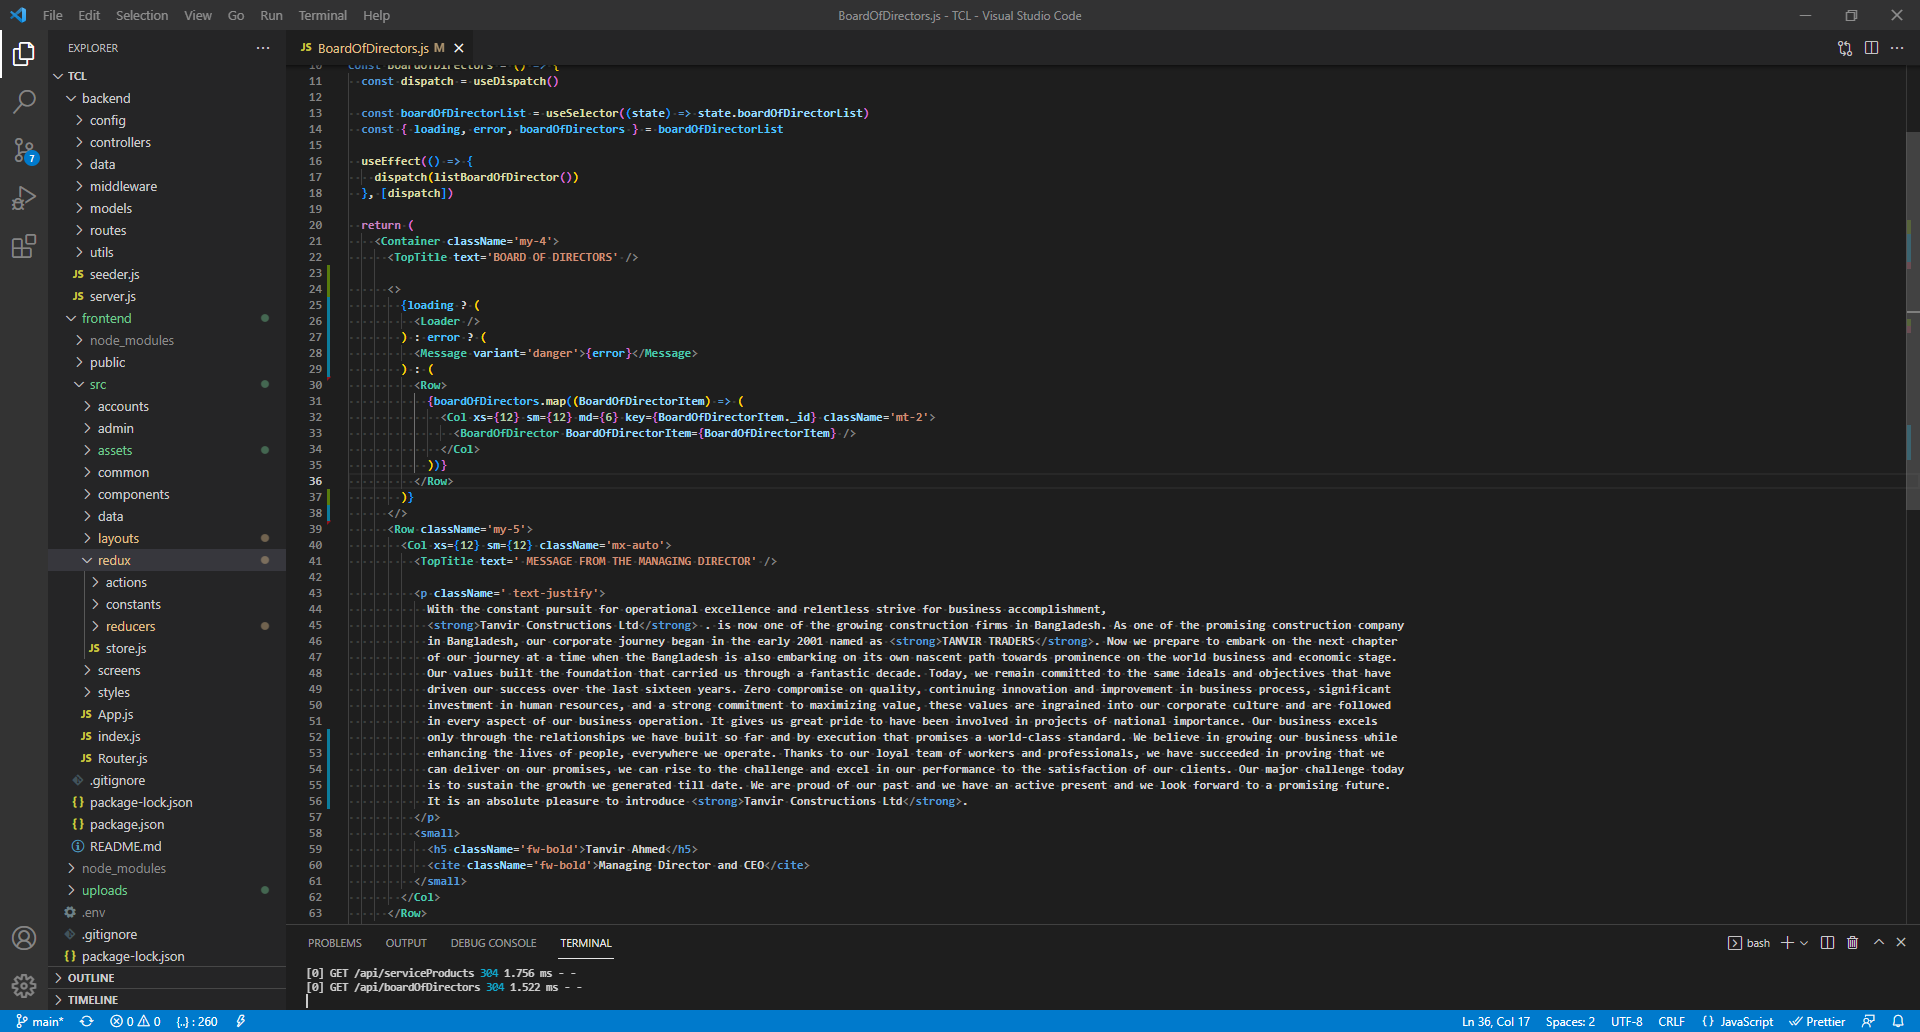 File Edit Selection View Go Run Terminal Help
BoardOfDirectors.js - TCL - Visual Studio Code
EXPLORER
TCL
backend
config
controllers
data
middleware
models
routes
utils
JS seeder.js
JS server.js
frontend
node_modules
public
src
accounts
admin
assets
common
components
data
layouts
redux
actions
constants
reducers
JS store.js
screens
styles
JS App.js
JS index.js
JS Router.js
.gitignore
{} package-lock.json
{} package.json
README.md
node_modules
uploads
.env
.gitignore
{} package-lock.json
OUTLINE
TIMELINE
7
JS BoardOfDirectors.js M
10 const BoardOfDirectors = () => {
11 const dispatch = useDispatch()
12
13 const boardOfDirectorList = useSelector((state) => state.boardOfDirectorList)
14 const { loading, error, boardOfDirectors } = boardOfDirectorList
15
16 useEffect(() => {
17 dispatch(listBoardOfDirector())
18 }, [dispatch])
19
20 return (
21 <Container className='my-4'>
22 <TopTitle text='BOARD OF DIRECTORS' />
23
24 <>
25 {loading ? (
26 <Loader />
27 ) : error ? (
28 <Message variant='danger'>{error}</Message>
29 ) : (
30 <Row>
31 {boardOfDirectors.map((BoardOfDirectorItem) => (
32 <Col xs={12} sm={12} md={6} key={BoardOfDirectorItem._id} className='mt-2'>
33 <BoardOfDirector BoardOfDirectorItem={BoardOfDirectorItem} />
34 </Col>
35 ))}
36 </Row>
37 )}
38 </>
39 <Row className='my-5'>
40 <Col xs={12} sm={12} className='mx-auto'>
41 <TopTitle text=' MESSAGE FROM THE MANAGING DIRECTOR' />
42
43 <p className=' text-justify'>
44 With the constant pursuit for operational excellence and relentless strive for business accomplishment,
45 <strong>Tanvir Constructions Ltd</strong> . is now one of the growing construction firms in Bangladesh. As one of the promising construction company
46 in Bangladesh, our corporate journey began in the early 2001 named as <strong>TANVIR TRADERS</strong>. Now we prepare to embark on the next chapter
47 of our journey at a time when the Bangladesh is also embarking on its own nascent path towards prominence on the world business and economic stage.
48 Our values built the foundation that carried us through a fantastic decade. Today, we remain committed to the same ideals and objectives that have
49 driven our success over the last sixteen years. Zero compromise on quality, continuing innovation and improvement in business process, significant
50 investment in human resources, and a strong commitment to maximizing value, these values are ingrained into our corporate culture and are followed
51 in every aspect of our business operation. It gives us great pride to have been involved in projects of national importance. Our business excels
52 only through the relationships we have built so far and by execution that promises a world-class standard. We believe in growing our business while
53 enhancing the lives of people, everywhere we operate. Thanks to our loyal team of workers and professionals, we have succeeded in proving that we
54 can deliver on our promises, we can rise to the challenge and excel in our performance to the satisfaction of our clients. Our major challenge today
55 is to sustain the growth we generated till date. We are proud of our past and we have an active present and we look forward to a promising future.
56 It is an absolute pleasure to introduce <strong>Tanvir Constructions Ltd</strong>.
57 </p>
58 <small>
59 <h5 className='fw-bold'>Tanvir Ahmed</h5>
60 <cite className='fw-bold'>Managing Director and CEO</cite>
61 </small>
62 </Col>
63 </Row>
PROBLEMS OUTPUT DEBUG CONSOLE TERMINAL
bash
[0] GET /api/serviceProducts 304 1.756 ms - -
[0] GET /api/boardOfDirectors 304 1.522 ms - -
main* 0 0 {..} : 260
Ln 36, Col 17 Spaces: 2 UTF-8 CRLF {} JavaScript Prettier